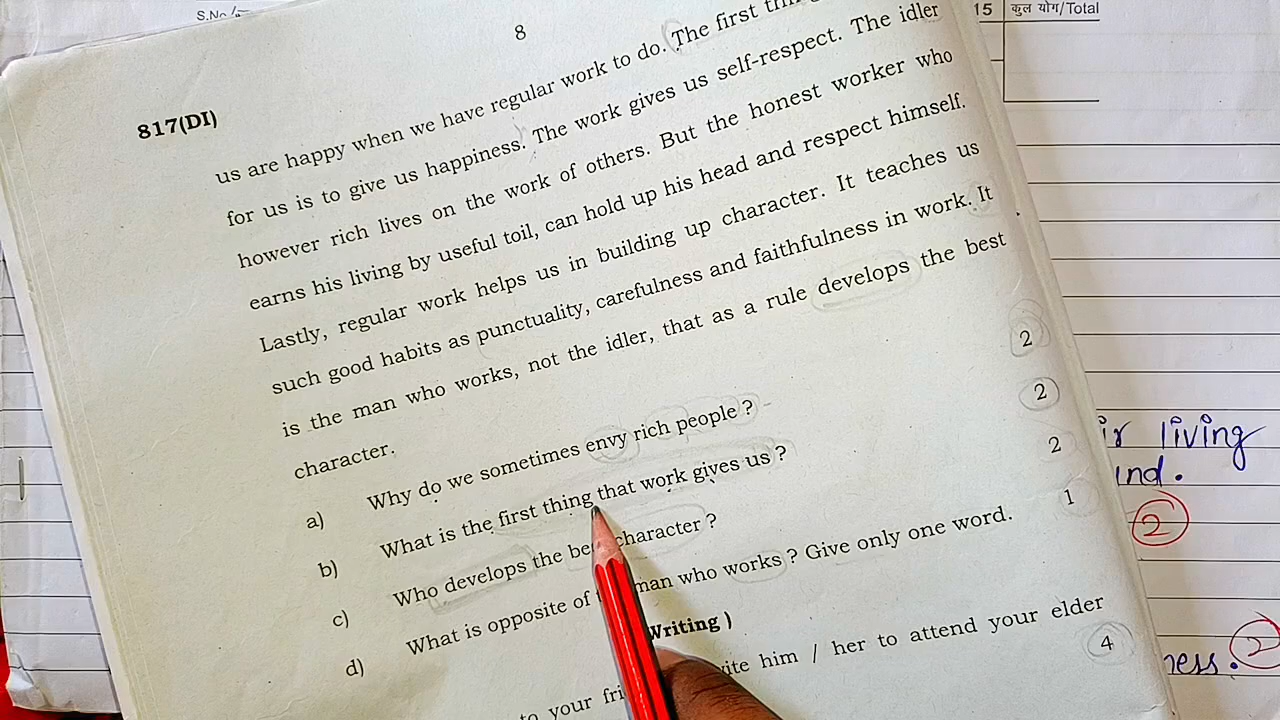 S.No
8
15 कुल योग/Total
817(DI)
us are happy when we have regular work to do. The first
for us is to give us happiness. The work gives us self-respect. The idler
however rich lives on the work of others. But the honest worker who
earns his living by useful toil, can hold up his head and respect himself.
Lastly, regular work helps us in building up character. It teaches us
such good habits as punctuality, carefulness and faithfulness in work. It
is the man who works, not the idler, that as a rule develops the best
character.
a) Why do we sometimes envy rich people ? 2
b) What is the first thing that work gives us ? 2
c) Who develops the character ? 2
d) What is opposite of man who works ? Give only one word. 1
Writing )
to your him / her to attend your elder
4
living
2
2